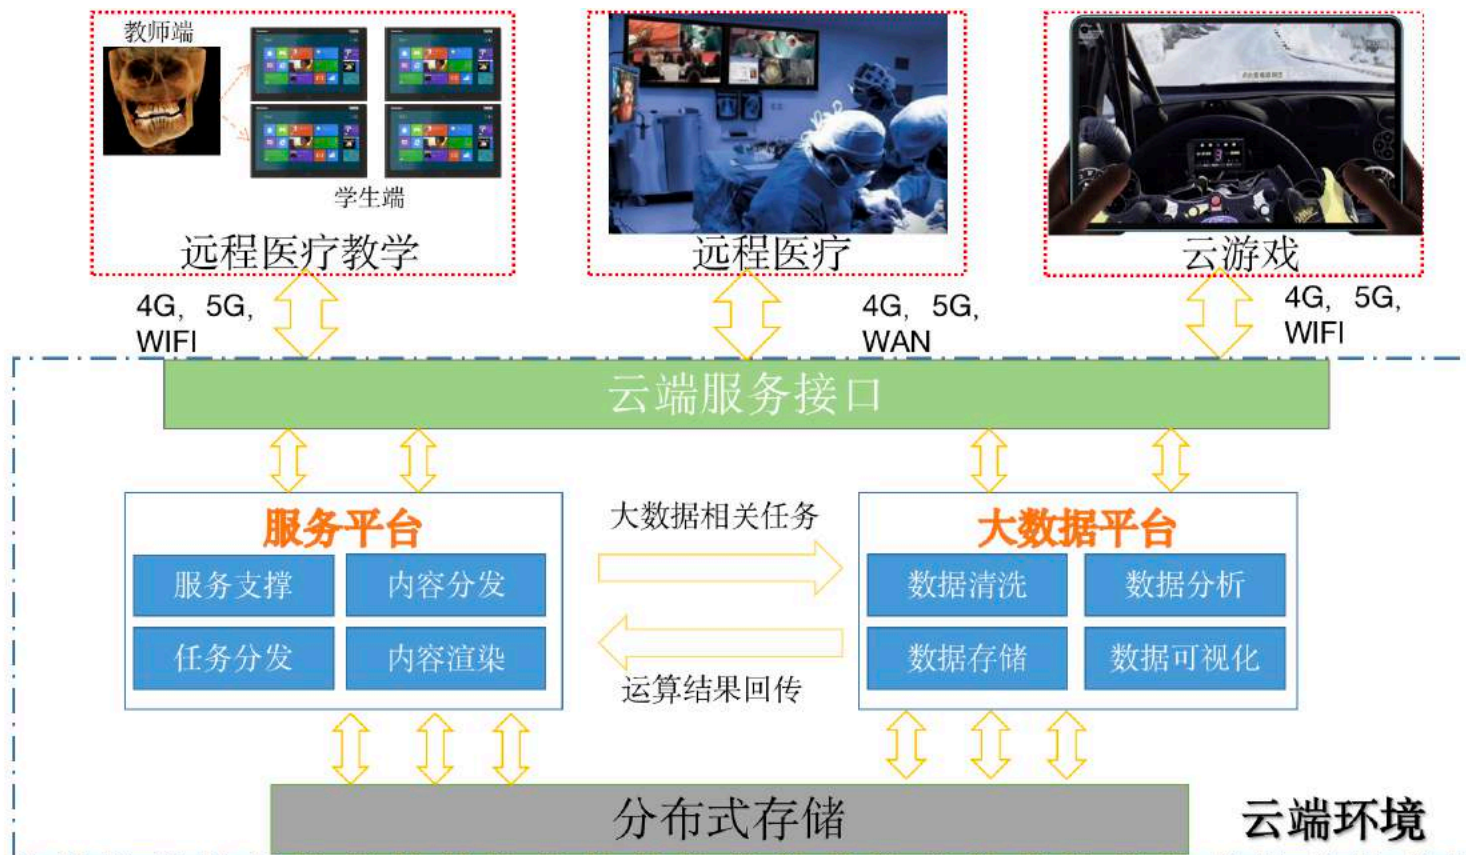 教师端
学生端
远程医疗教学
远程医疗
云游戏
4G，5G，
WIFI
4G，5G，
WAN
4G，5G，
WIFI
云端服务接口
服务平台
服务支撑
内容分发
任务分发
内容渲染
大数据相关任务
运算结果回传
大数据平台
数据清洗
数据分析
数据存储
数据可视化
分布式存储
云端环境